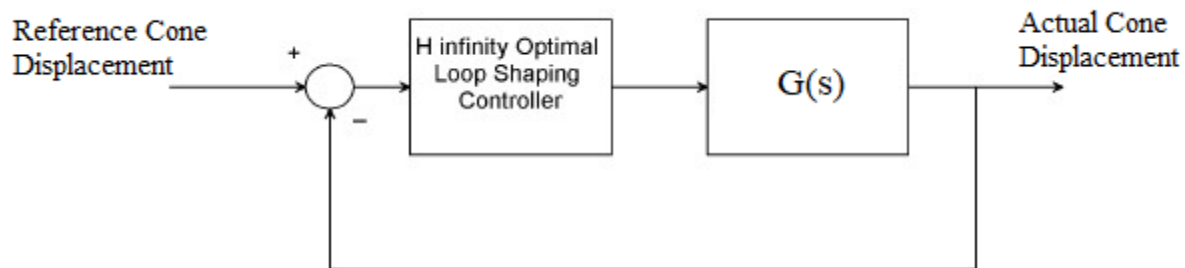 Reference Cone
Displacement
+
−
H infinity Optimal
Loop Shaping
Controller
G(s)
Actual Cone
Displacement